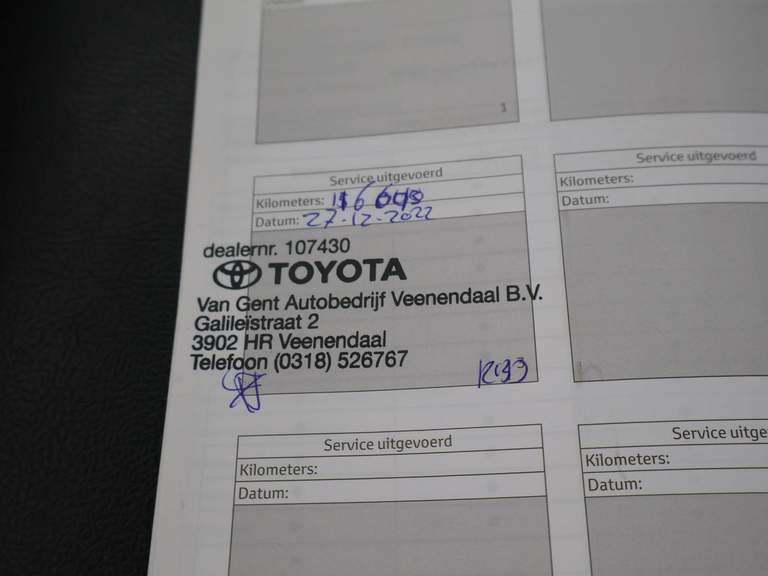 1
Service uitgevoerd
Kilometers:
Datum: 27-12-2022
dealernr. 107430
TOYOTA
Van Gent Autobedrijf Veenendaal B.V.
Galileïstraat 2
3902 HR Veenendaal
Telefoon (0318) 526767
Service uitgevoerd
Kilometers:
Datum:
Service uitgevoerd
Kilometers:
Datum:
Service uitge
Kilometers:
Datum: